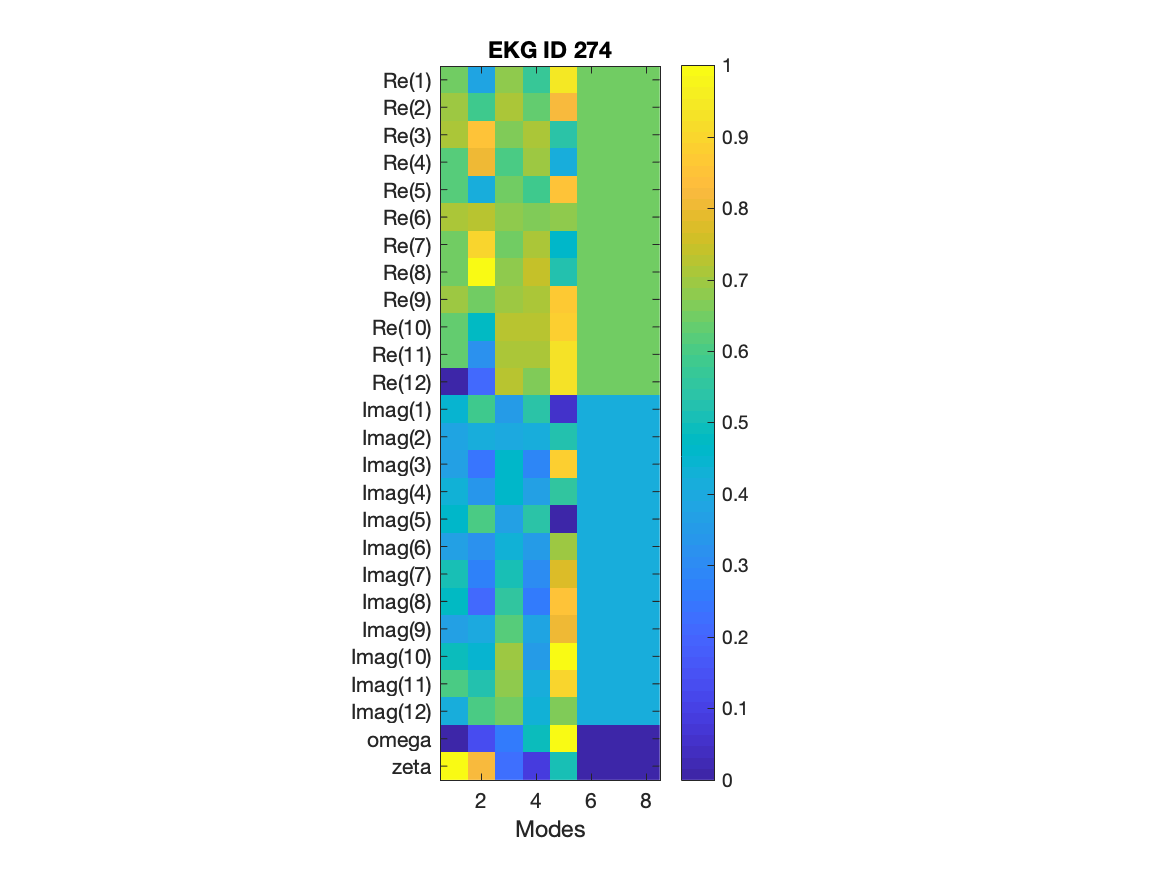 EKG ID 274
Re(1)
Re(2)
Re(3)
Re(4)
Re(5)
Re(6)
Re(7)
Re(8)
Re(9)
Re(10)
Re(11)
Re(12)
Imag(1)
Imag(2)
Imag(3)
Imag(4)
Imag(5)
Imag(6)
Imag(7)
Imag(8)
Imag(9)
Imag(10)
Imag(11)
Imag(12)
omega
zeta
2 4 6 8
Modes
1
0.9
0.8
0.7
0.6
0.5
0.4
0.3
0.2
0.1
0